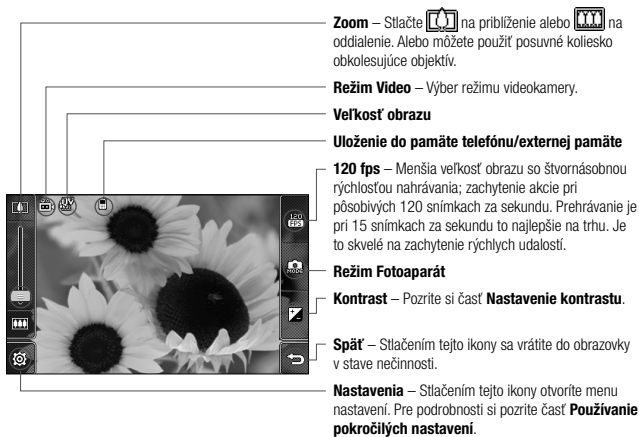 Zoom – Stlačte na priblíženie alebo na
oddialenie. Alebo môžete použiť posuvné koliesko
obkolesujúce objektív.
Režim Video – Výber režimu videokamery.
Veľkosť obrazu
Uloženie do pamäte telefónu/externej pamäte
120 fps – Menšia veľkosť obrazu so štvornásobnou
rýchlosťou nahrávania; zachytenie akcie pri
pôsobivých 120 snímkach za sekundu. Prehrávanie je
pri 15 snímkach za sekundu to najlepšie na trhu. Je
to skvelé na zachytenie rýchlych udalostí.
Režim Fotoaparát
Kontrast – Pozrite si časť Nastavenie kontrastu.
Späť – Stlačením tejto ikony sa vrátite do obrazovky
v stave nečinnosti.
Nastavenia – Stlačením tejto ikony otvoríte menu
nastavení. Pre podrobnosti si pozrite časť Používanie
pokročilých nastavení.
120
FPS
MODE